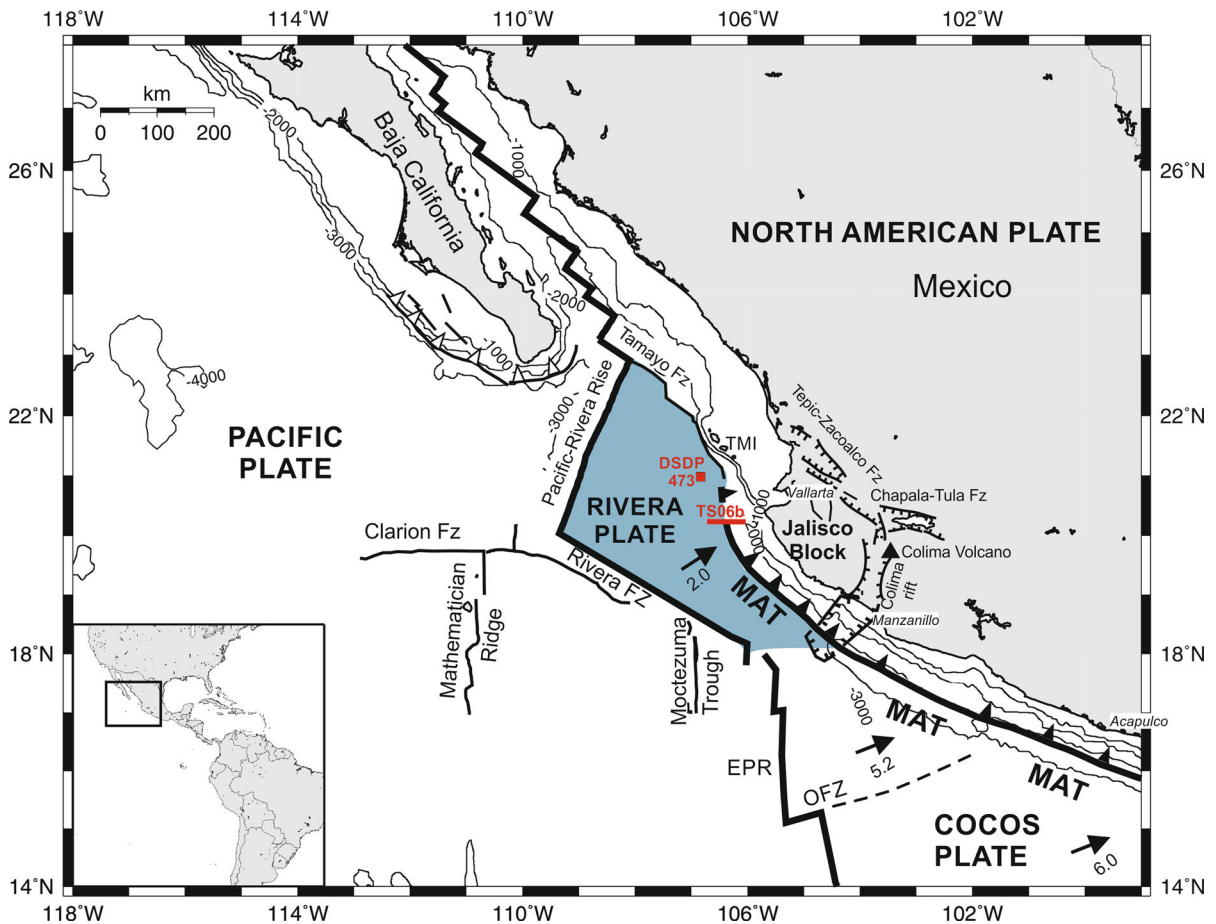 118°W
114°W
110°W
106°W
102°W
km
0 100 200
-2000
-1000
Baja California
26°N
26°N
-3000
NORTH AMERICAN PLATE
Mexico
-2000
-1000
-4000
Tamayo Fz
Pacific-Rivera Rise
-3000
22°N
22°N
Tepic-Zacoalco Fz
PACIFIC
PLATE
TMI
DSDP
473
Vallarta
-1000
Chapala-Tula Fz
RIVERA
PLATE
TS06b
-2000
Jalisco
Block
Clarion Fz
Colima Volcano
Rivera FZ
2.0
MAT
Colima
rift
Mathematician
Ridge
Manzanillo
18°N
18°N
Moctezuma
Trough
-3000
MAT
Acapulco
EPR
5.2
MAT
OFZ
COCOS
PLATE
6.0
14°N
14°N
118°W
114°W
110°W
106°W
102°W